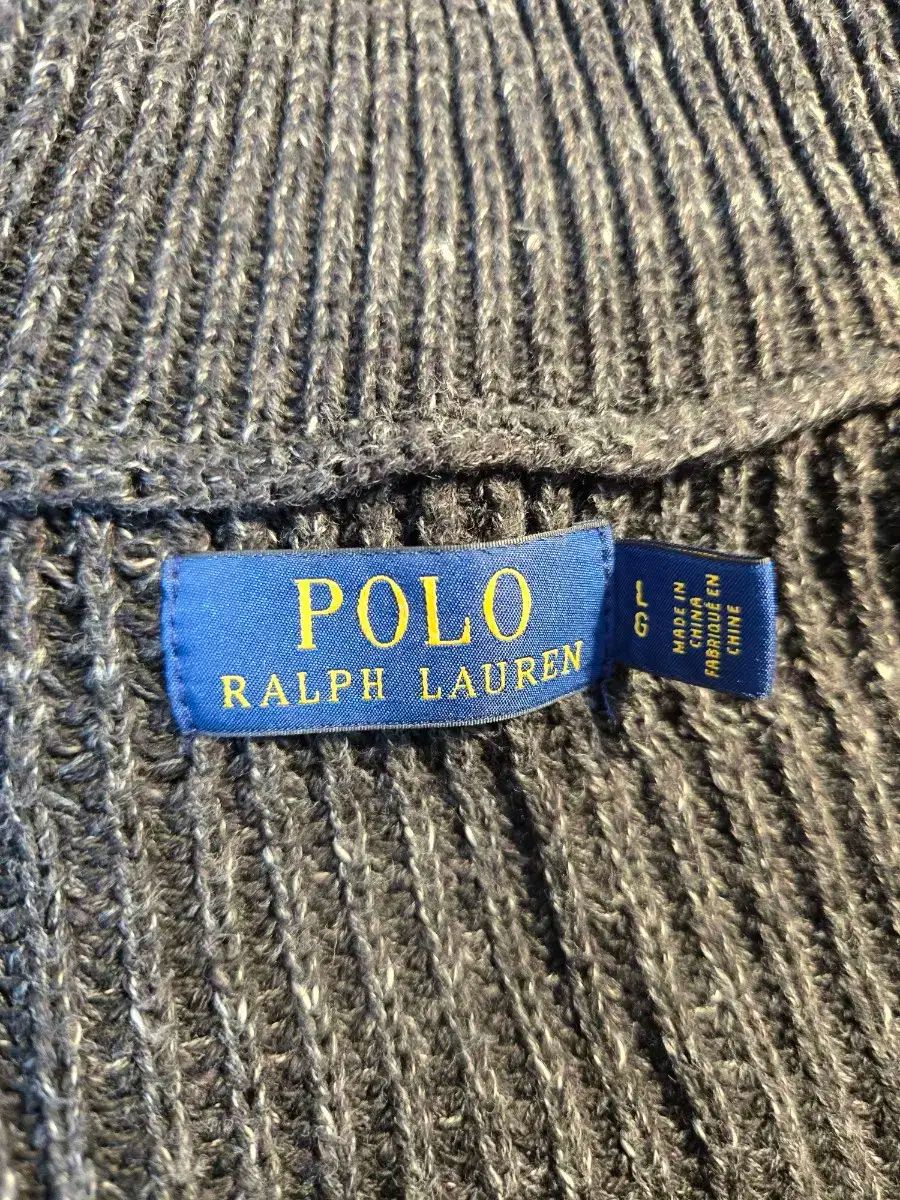 POLO
RALPH LAUREN
MADE IN
CHINA
FABRIQUÉ EN
CHINE